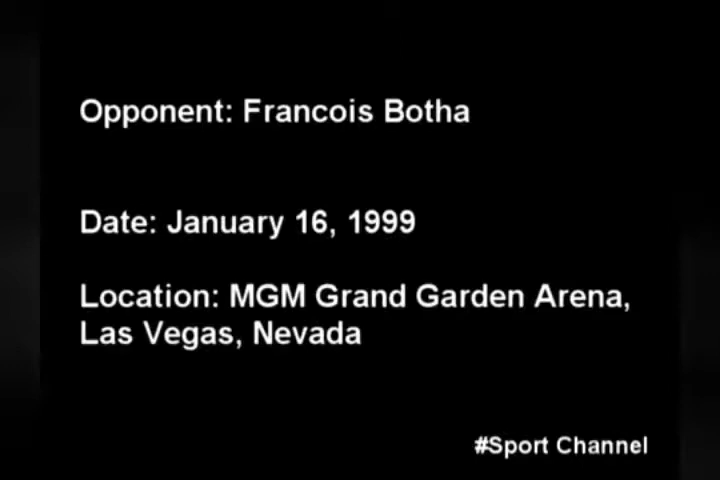 Opponent: Francois Botha
Date: January 16, 1999
Location: MGM Grand Garden Arena,
Las Vegas, Nevada
#Sport Channel